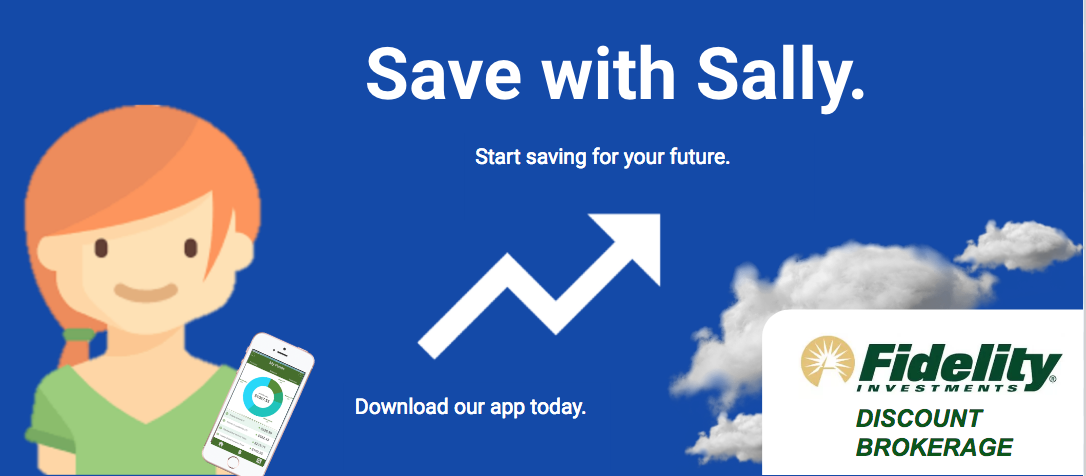 Save with Sally.
Start saving for your future.
Download our app today.
Fidelity®
INVESTMENTS
DISCOUNT
BROKERAGE